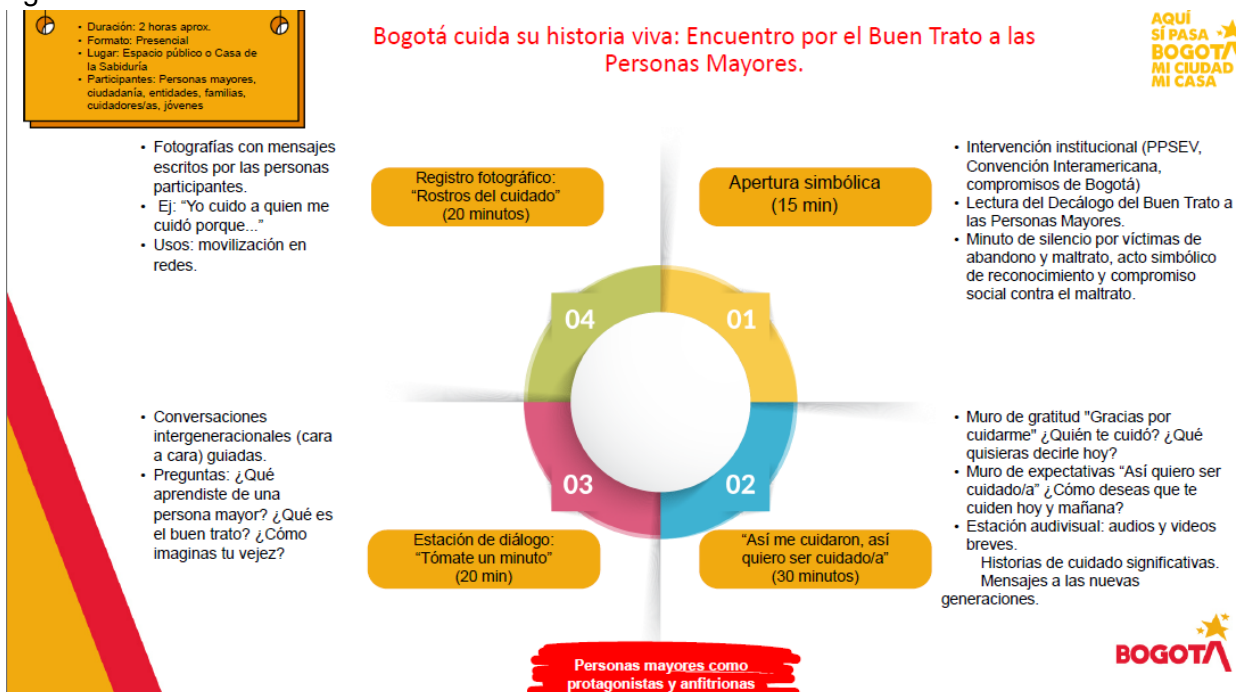 • Duración: 2 horas aprox.
• Formato: Presencial
• Lugar: Espacio público o Casa de
la Sabiduría
• Participantes: Personas mayores,
ciudadanía, entidades, familias,
cuidadores/as, jóvenes
Bogotá cuida su historia viva: Encuentro por el Buen Trato a las
Personas Mayores.
AQUÍ
SÍ PASA
BOGOTÁ
MI CIUDAD
MI CASA
• Fotografías con mensajes
escritos por las personas
participantes.
• Ej: “Yo cuido a quien me
cuidó porque...”
• Usos: movilización en
redes.
Registro fotográfico:
“Rostros del cuidado”
(20 minutos)
Apertura simbólica
(15 min)
• Intervención institucional (PPSEV,
Convención Interamericana,
compromisos de Bogotá)
• Lectura del Decálogo del Buen Trato a
las Personas Mayores.
• Minuto de silencio por víctimas de
abandono y maltrato, acto simbólico
de reconocimiento y compromiso
social contra el maltrato.
04
01
03
02
• Conversaciones
intergeneracionales (cara
a cara) guiadas.
• Preguntas: ¿Qué
aprendiste de una
persona mayor? ¿Qué es
el buen trato? ¿Cómo
imaginas tu vejez?
Estación de diálogo:
“Tómate un minuto”
(20 min)
“Así me cuidaron, así
quiero ser cuidado/a”
(30 minutos)
• Muro de gratitud "Gracias por
cuidarme" ¿Quién te cuidó? ¿Qué
quisieras decirle hoy?
• Muro de expectativas “Así quiero ser
cuidado/a” ¿Cómo deseas que te
cuiden hoy y mañana?
• Estación audivisual: audios y videos
breves.
Historias de cuidado significativas.
Mensajes a las nuevas
generaciones.
Personas mayores como
protagonistas y anfitrionas
BOGOTÁ